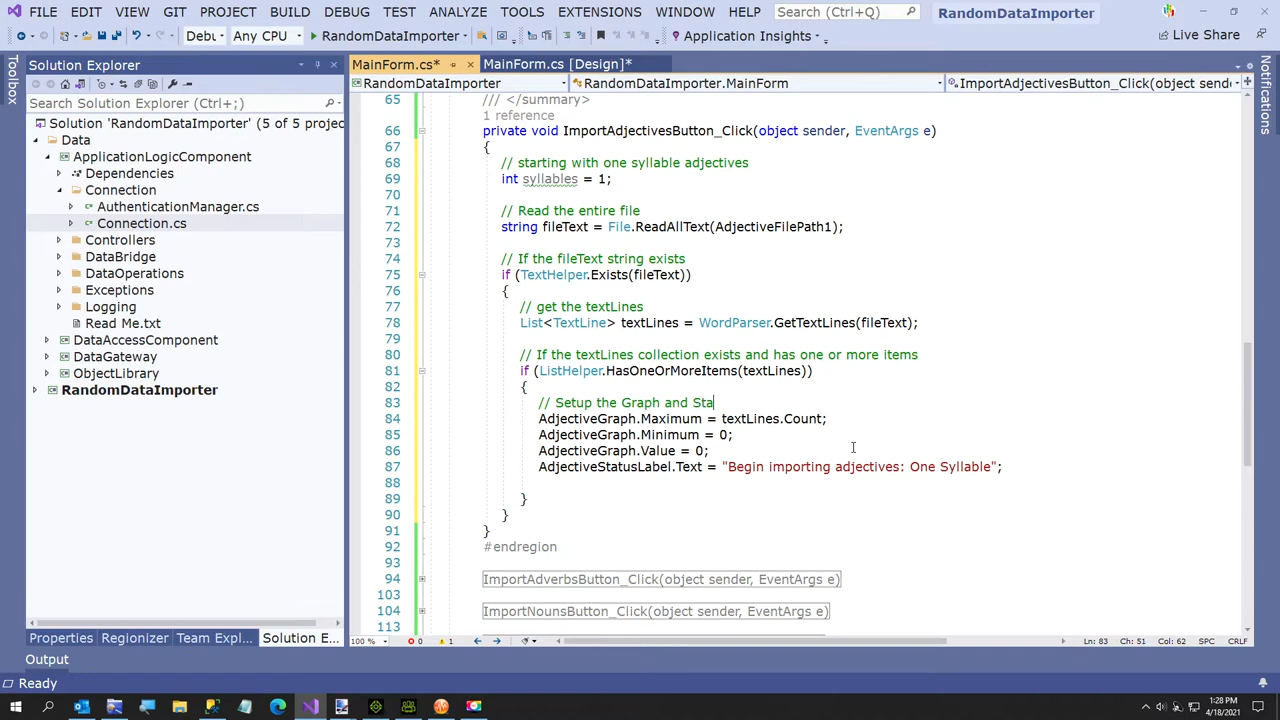 FILE EDIT VIEW GIT PROJECT BUILD DEBUG TEST ANALYZE TOOLS EXTENSIONS WINDOW HELP Search (Ctrl+Q) RandomDataImporter
Debu Any CPU RandomDataImporter Application Insights Live Share
Toolbox
Solution Explorer
Search Solution Explorer (Ctrl+;)
Solution 'RandomDataImporter' (5 of 5 projec
Data
ApplicationLogicComponent
Dependencies
Connection
AuthenticationManager.cs
Connection.cs
Controllers
DataBridge
DataOperations
Exceptions
Logging
Read Me.txt
DataAccessComponent
DataGateway
ObjectLibrary
RandomDataImporter
Properties Regionizer Team Expl... Solution E...
MainForm.cs* MainForm.cs [Design]*
RandomDataImporter RandomDataImporter.MainForm ImportAdjectivesButton_Click(object send
65 /// </summary>
1 reference
66 private void ImportAdjectivesButton_Click(object sender, EventArgs e)
67 {
68 // starting with one syllable adjectives
69 int syllables = 1;
70
71 // Read the entire file
72 string fileText = File.ReadAllText(AdjectiveFilePath1);
73
74 // If the fileText string exists
75 if (TextHelper.Exists(fileText))
76 {
77 // get the textLines
78 List<TextLine> textLines = WordParser.GetTextLines(fileText);
79
80 // If the textLines collection exists and has one or more items
81 if (ListHelper.HasOneOrMoreItems(textLines))
82 {
83 // Setup the Graph and Sta
84 AdjectiveGraph.Maximum = textLines.Count;
85 AdjectiveGraph.Minimum = 0;
86 AdjectiveGraph.Value = 0;
87 AdjectiveStatusLabel.Text = "Begin importing adjectives: One Syllable";
88
89 }
90 }
91 }
92 #endregion
93
94 ImportAdverbsButton_Click(object sender, EventArgs e)
103
104 ImportNounsButton_Click(object sender, EventArgs e)
113
100 % 0 1 Ln: 83 Ch: 51 Col: 62 SPC CRLF
Notifications
Output
Ready
1:28 PM
4/18/2021